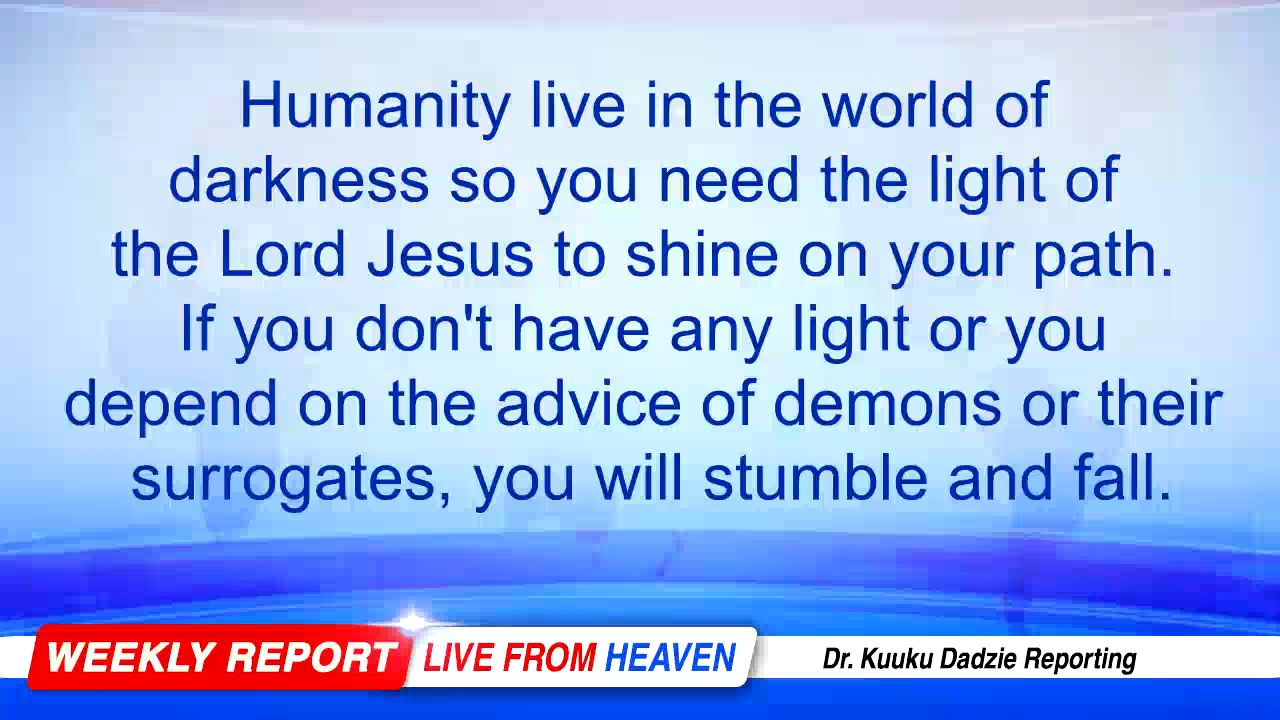 Humanity live in the world of
darkness so you need the light of
the Lord Jesus to shine on your path.
If you don't have any light or you
depend on the advice of demons or their
surrogates, you will stumble and fall.
WEEKLY REPORT LIVE FROM HEAVEN Dr. Kuuku Dadzie Reporting